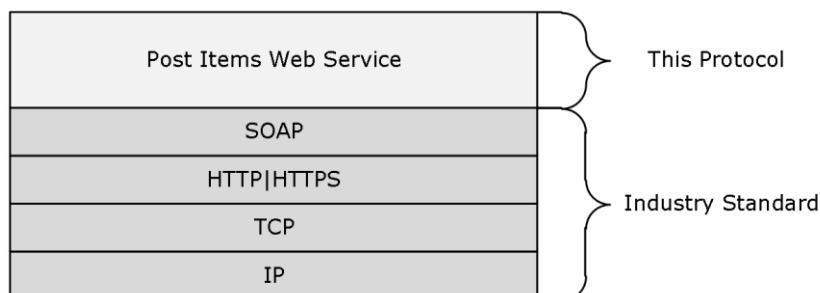 Post Items Web Service
This Protocol
SOAP
HTTP|HTTPS
TCP
IP
Industry Standard